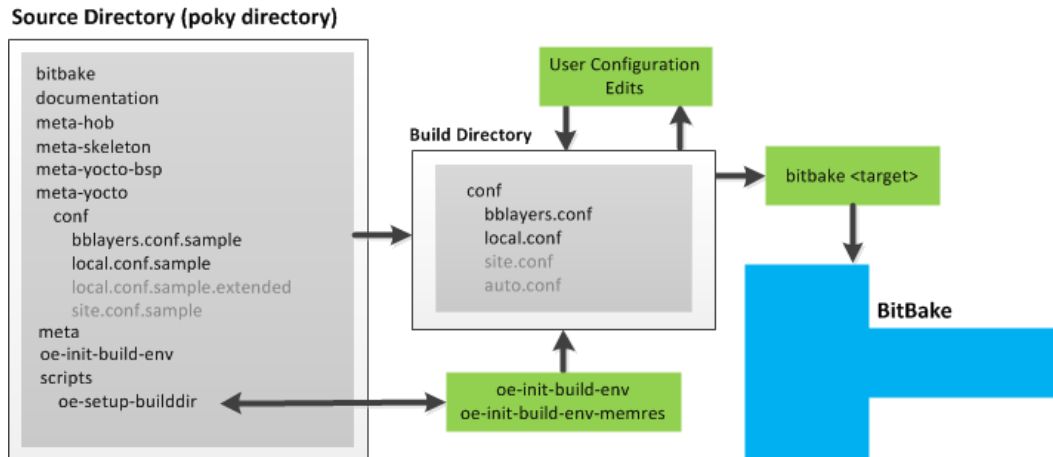 Source Directory (poky directory)
bitbake
documentation
meta-hob
meta-skeleton
meta-yocto-bsp
meta-yocto
conf
bblayers.conf.sample
local.conf.sample
local.conf.sample.extended
site.conf.sample
meta
oe-init-build-env
scripts
oe-setup-builddir
User Configuration
Edits
Build Directory
conf
bblayers.conf
local.conf
site.conf
auto.conf
oe-init-build-env
oe-init-build-env-memres
bitbake <target>
BitBake